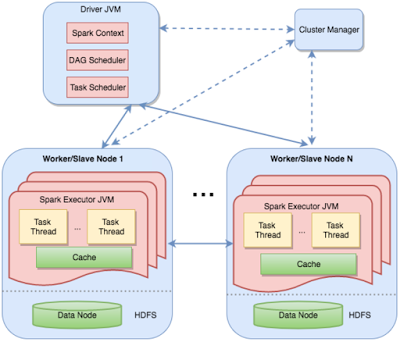 Driver JVM
Spark Context
DAG Scheduler
Task Scheduler
Cluster Manager
Worker/Slave Node 1
Spark Executor JVM
Task
Thread
...
Task
Thread
Cache
Data Node
HDFS
...
Worker/Slave Node N
Spark Executor JVM
Task
Thread
...
Task
Thread
Cache
Data Node
HDFS